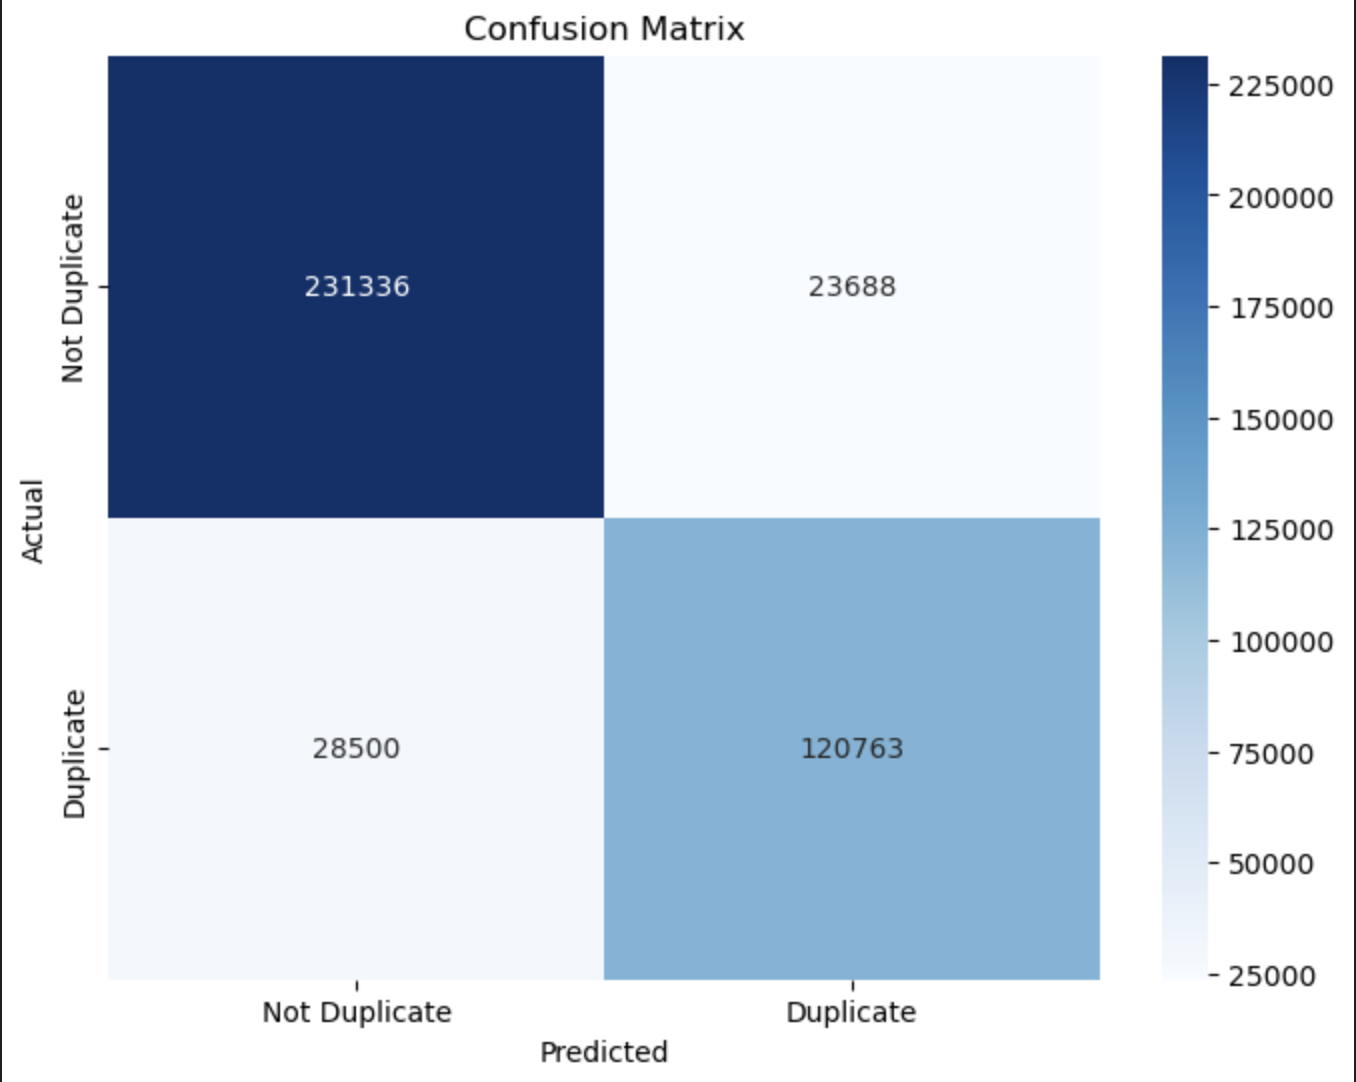 Confusion Matrix
Not Duplicate
231336
23688
Actual
Duplicate
28500
120763
Not Duplicate
Duplicate
Predicted
225000
200000
175000
150000
125000
100000
75000
50000
25000